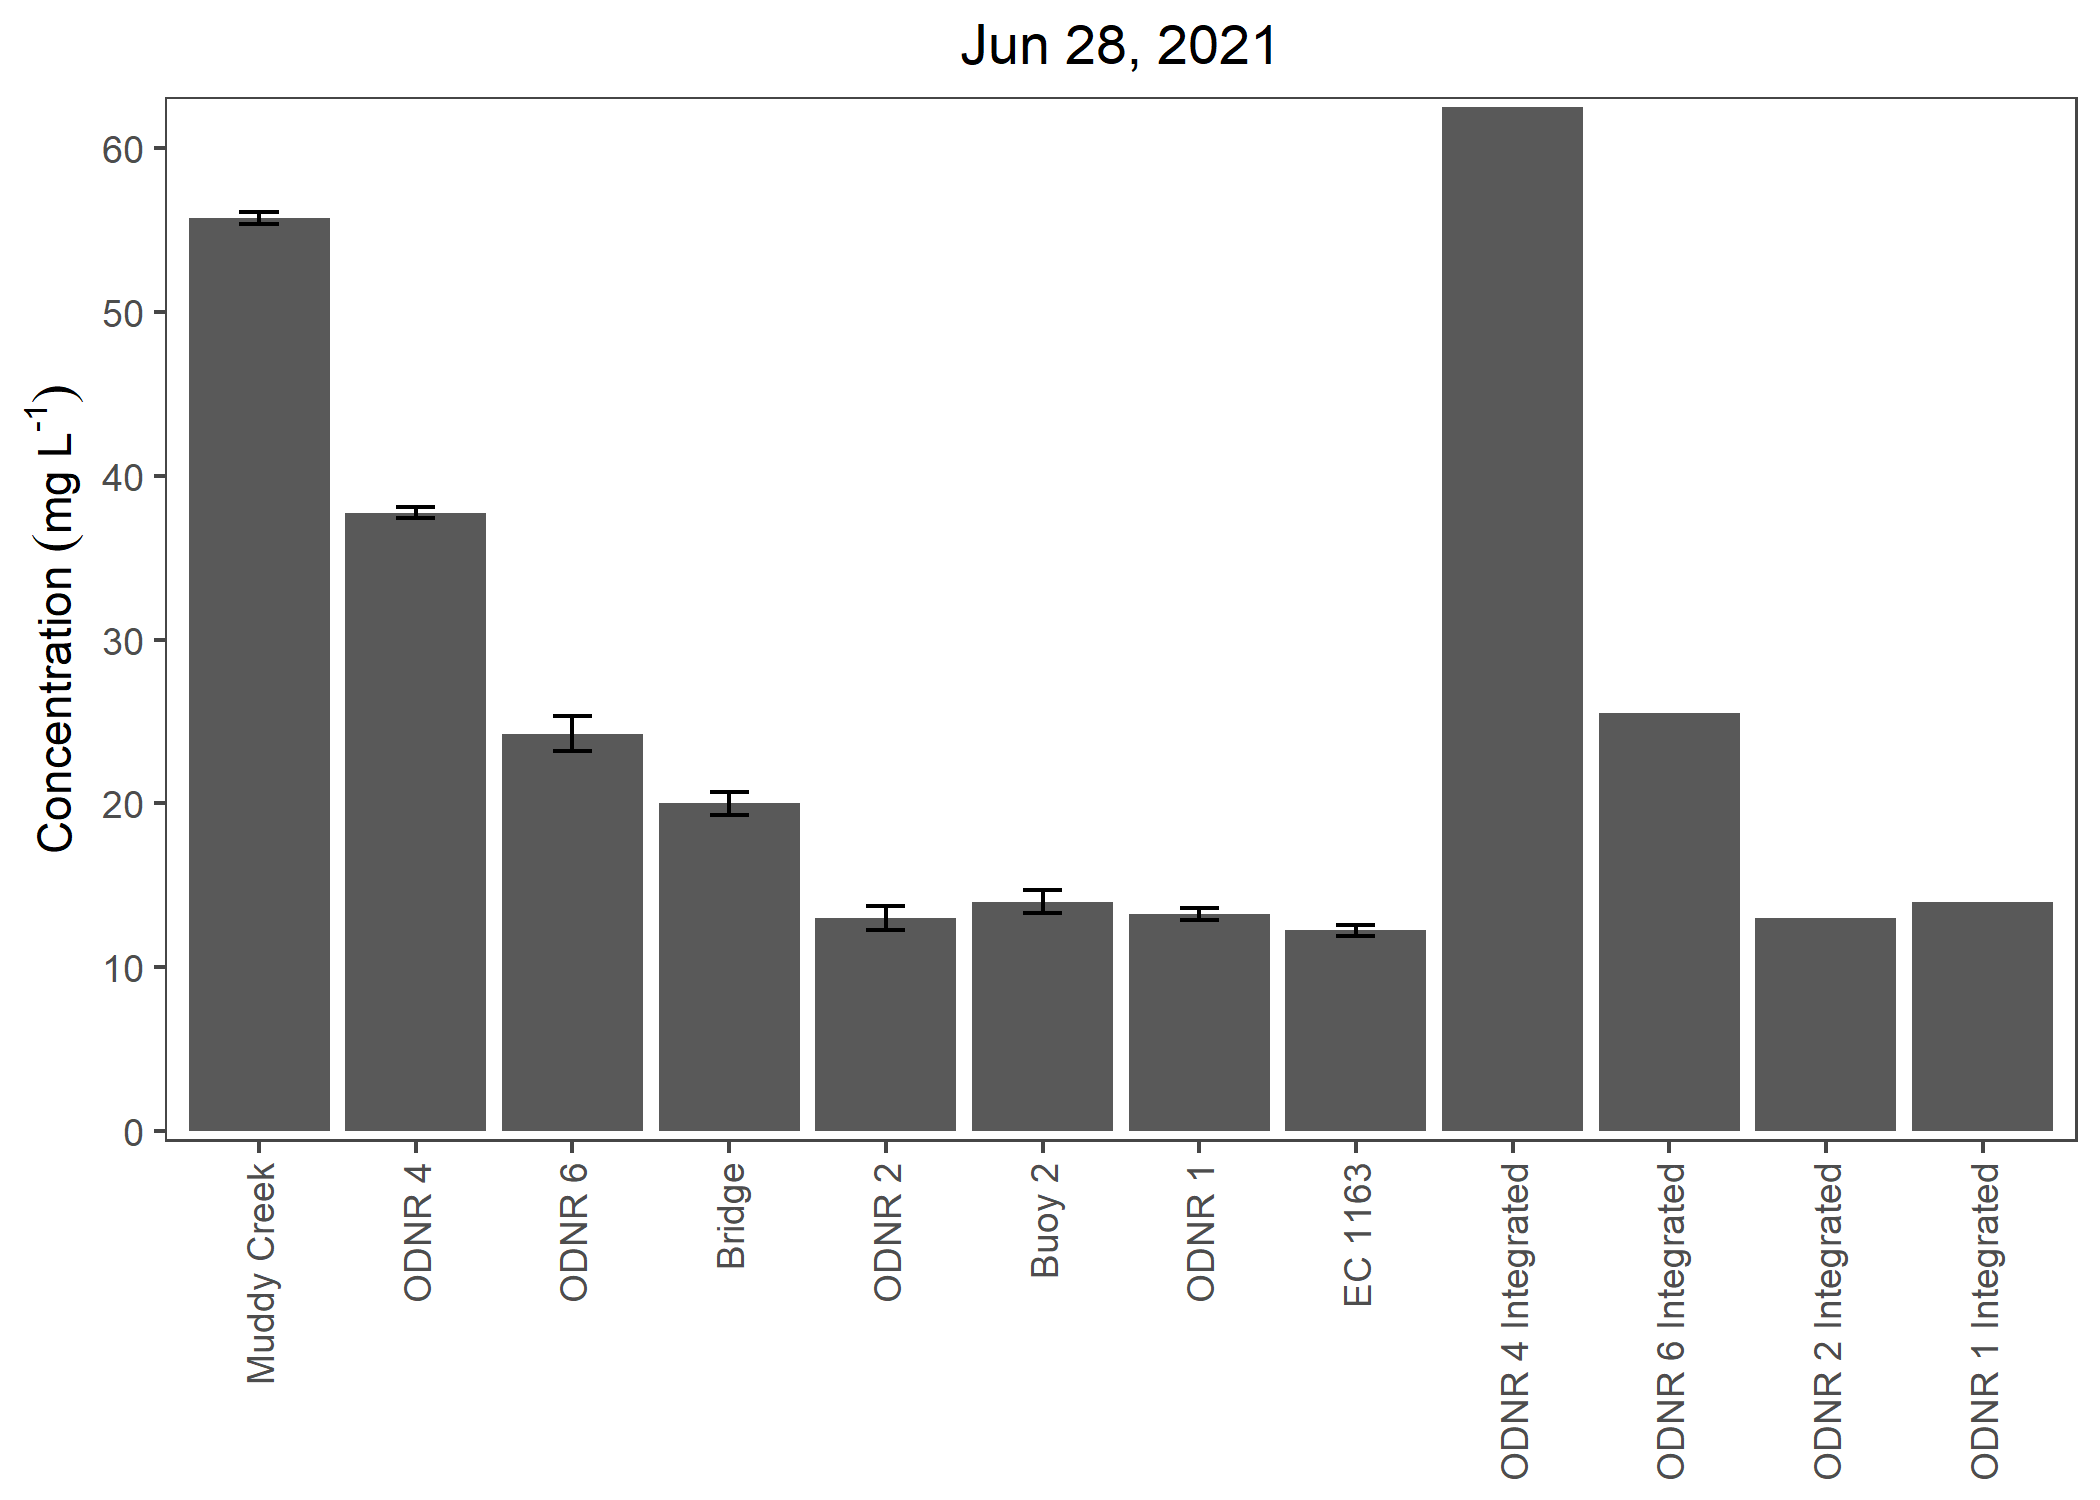 Jun 28, 2021
Concentration (mg L⁻¹)
60
50
40
30
20
10
0
Muddy Creek
ODNR 4
ODNR 6
Bridge
ODNR 2
Buoy 2
ODNR 1
EC 1163
ODNR 4 Integrated
ODNR 6 Integrated
ODNR 2 Integrated
ODNR 1 Integrated